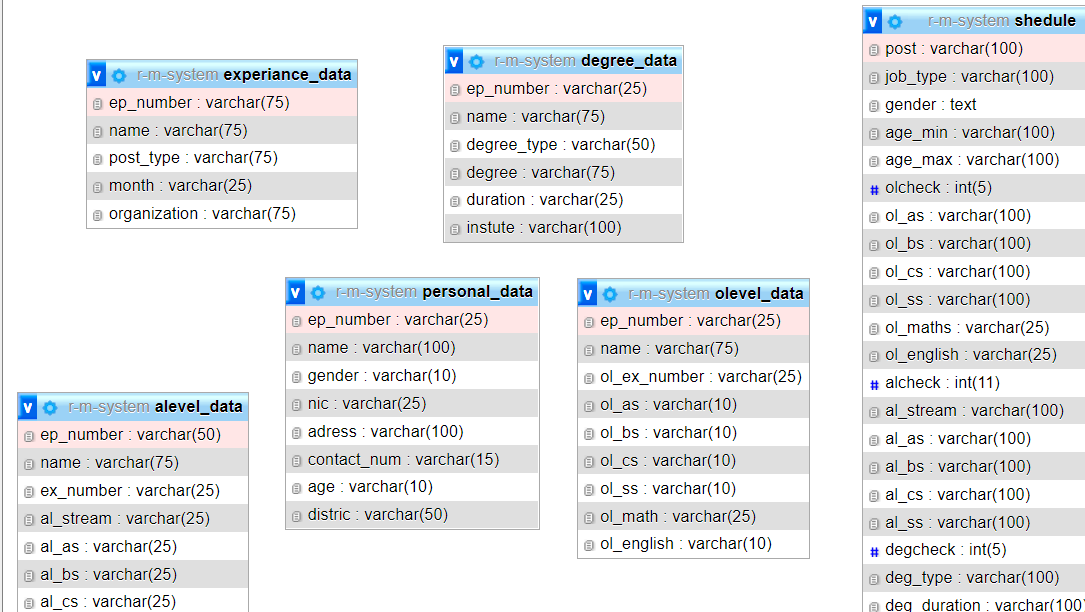 v r-m-system experiance_data
ep_number : varchar(75)
name : varchar(75)
post_type : varchar(75)
month : varchar(25)
organization : varchar(75)
v r-m-system degree_data
ep_number : varchar(25)
name : varchar(75)
degree_type : varchar(50)
degree : varchar(75)
duration : varchar(25)
instute : varchar(100)
v r-m-system shedule
post : varchar(100)
job_type : varchar(100)
gender : text
age_min : varchar(100)
age_max : varchar(100)
# olcheck : int(5)
ol_as : varchar(100)
ol_bs : varchar(100)
ol_cs : varchar(100)
ol_ss : varchar(100)
ol_maths : varchar(25)
ol_english : varchar(25)
# alcheck : int(11)
al_stream : varchar(100)
al_as : varchar(100)
al_bs : varchar(100)
al_cs : varchar(100)
al_ss : varchar(100)
# degcheck : int(5)
deg_type : varchar(100)
deg_duration : varchar(100)
v r-m-system personal_data
ep_number : varchar(25)
name : varchar(100)
gender : varchar(10)
nic : varchar(25)
adress : varchar(100)
contact_num : varchar(15)
age : varchar(10)
distric : varchar(50)
v r-m-system olevel_data
ep_number : varchar(25)
name : varchar(75)
ol_ex_number : varchar(25)
ol_as : varchar(10)
ol_bs : varchar(10)
ol_cs : varchar(10)
ol_ss : varchar(10)
ol_math : varchar(25)
ol_english : varchar(10)
v r-m-system alevel_data
ep_number : varchar(50)
name : varchar(75)
ex_number : varchar(25)
al_stream : varchar(25)
al_as : varchar(25)
al_bs : varchar(25)
al_cs : varchar(25)